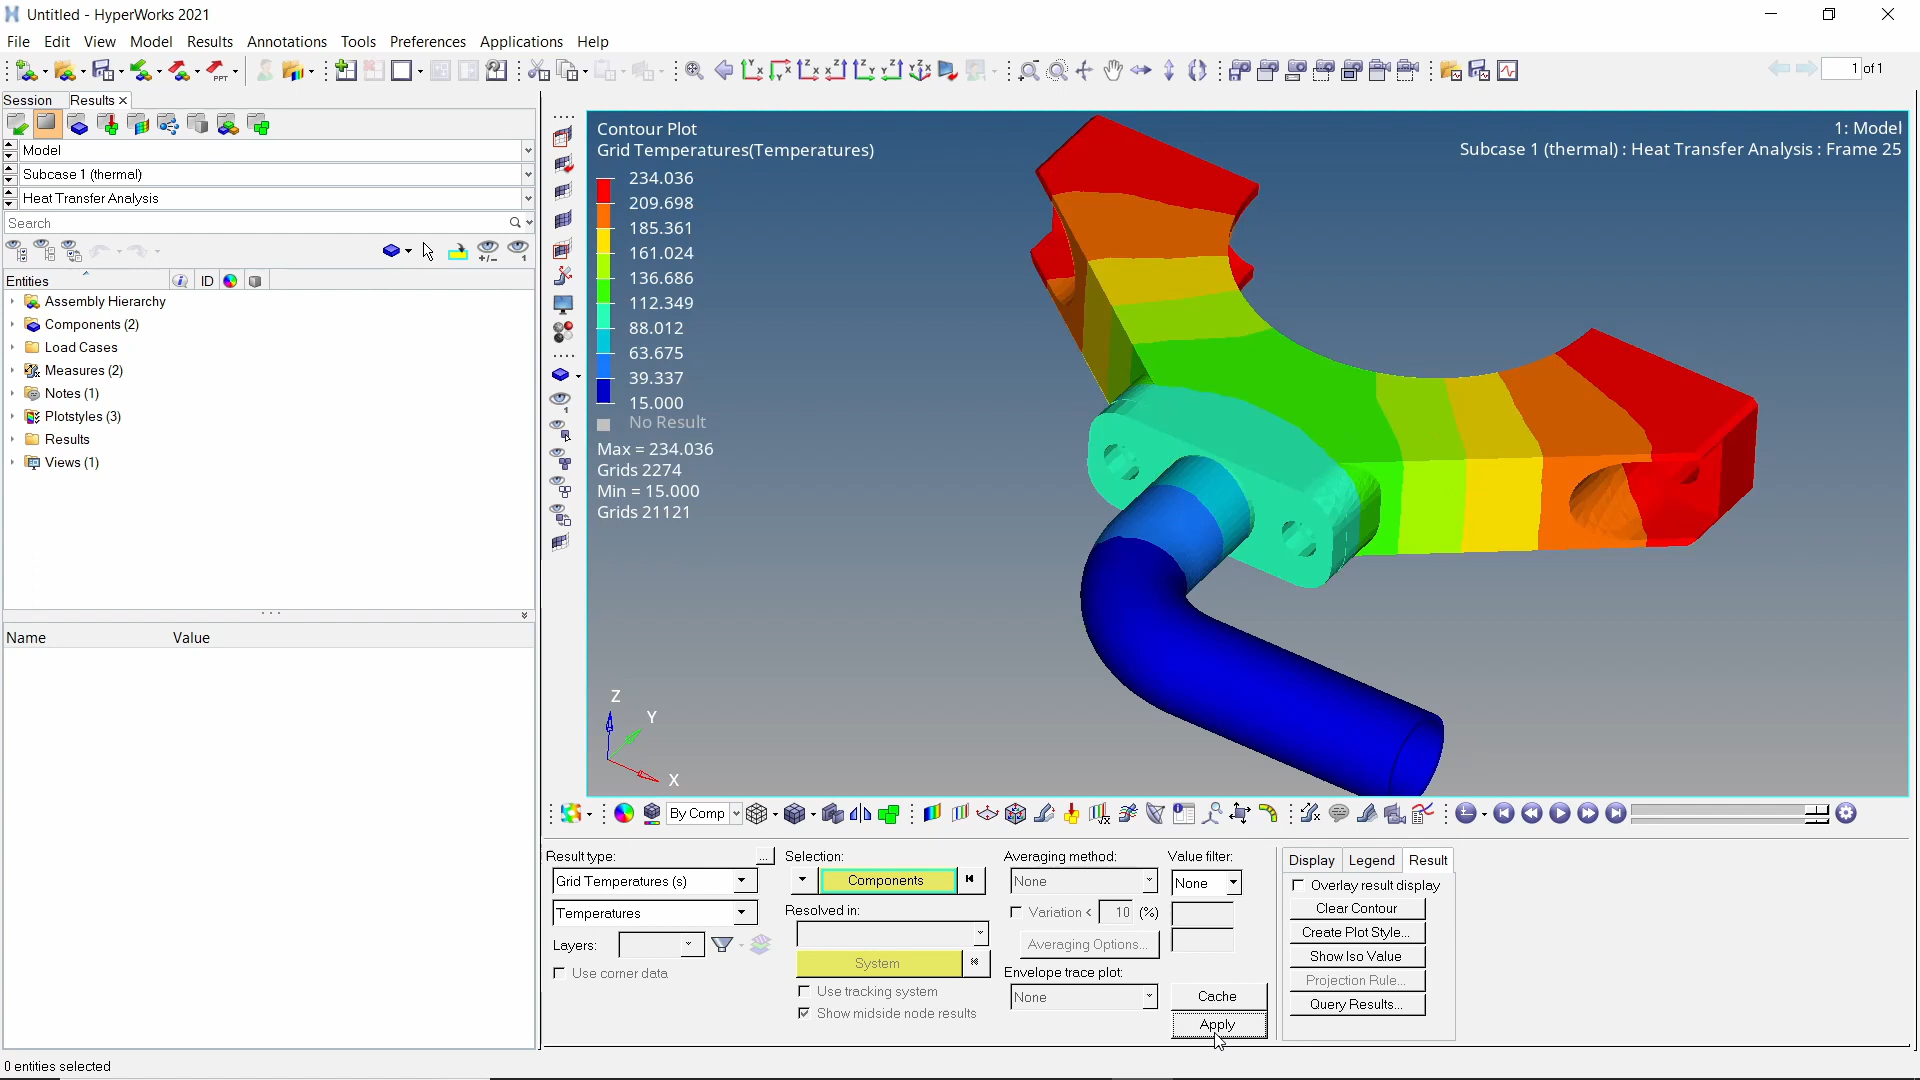 Untitled - HyperWorks 2021
File Edit View Model Results Annotations Tools Preferences Applications Help
PPT
1 of 1
Session Results
Model
Subcase 1 (thermal)
Heat Transfer Analysis
Search
Entities ID
Assembly Hierarchy
Components (2)
Load Cases
Measures (2)
Notes (1)
Plotstyles (3)
Results
Views (1)
Name Value
Contour Plot
Grid Temperatures(Temperatures)
234.036
209.698
185.361
161.024
136.686
112.349
88.012
63.675
39.337
15.000
No Result
Max = 234.036
Grids 2274
Min = 15.000
Grids 21121
1: Model
Subcase 1 (thermal) : Heat Transfer Analysis : Frame 25
Z
Y
X
By Comp
Result type: ...
Grid Temperatures (s)
Temperatures
Layers:
Use corner data
Selection:
Components
Resolved in:
System
Use tracking system
Show midside node results
Averaging method:
None
Variation < 10 (%)
Averaging Options...
Envelope trace plot:
None
Value filter:
None
Cache
Apply
Display Legend Result
Overlay result display
Clear Contour
Create Plot Style...
Show Iso Value
Projection Rule...
Query Results...
0 entities selected